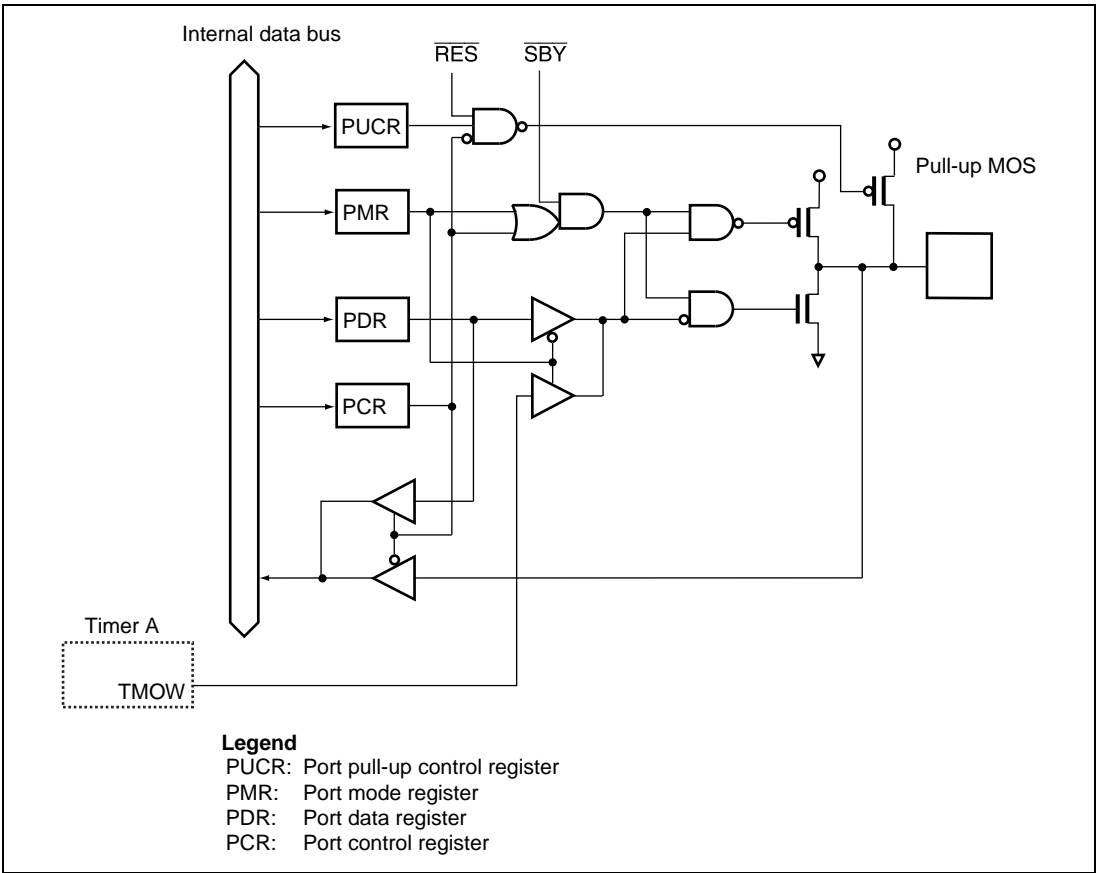 Internal data bus
RES
SBY
PUCR
Pull-up MOS
PMR
PDR
PCR
Timer A
TMOW
Legend
PUCR: Port pull-up control register
PMR: Port mode register
PDR: Port data register
PCR: Port control register